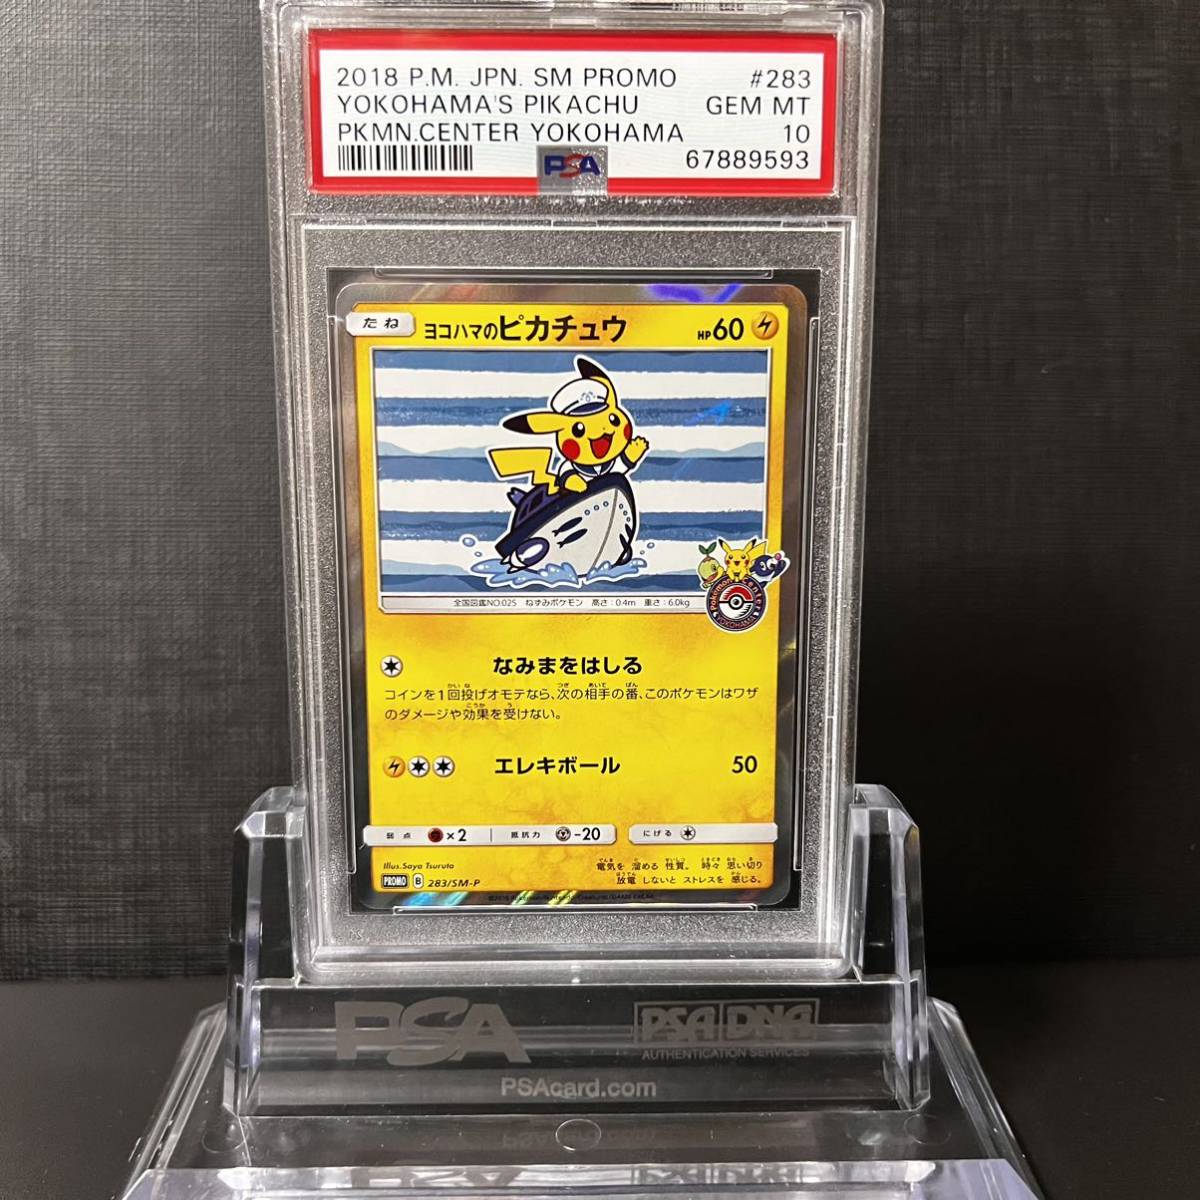 2018 P.M. JPN. SM PROMO #283
YOKOHAMA'S PIKACHU GEM MT
PKMN.CENTER YOKOHAMA 10
PSA 67889593
たね ヨコハマのピカチュウ HP60
全国図鑑NO.025 ねずみポケモン 高さ:0.4m 重さ:6.0kg
Pokémon Center
YOKOHAMA
なみまをはしる
コインを1回投げオモテなら、次の相手の番、このポケモンはワザ
のダメージや効果を受けない。
エレキボール 50
弱点 ×2 抵抗力 -20 にげる
Illus.Saya Tsuruta
電気を 溜める 性質。 時々 思い切り
放電 しないと ストレスを 感じる。
PROMO B 283/SM-P
PSA PSA DNA
AUTHENTICATION SERVICES
PSAcard.com